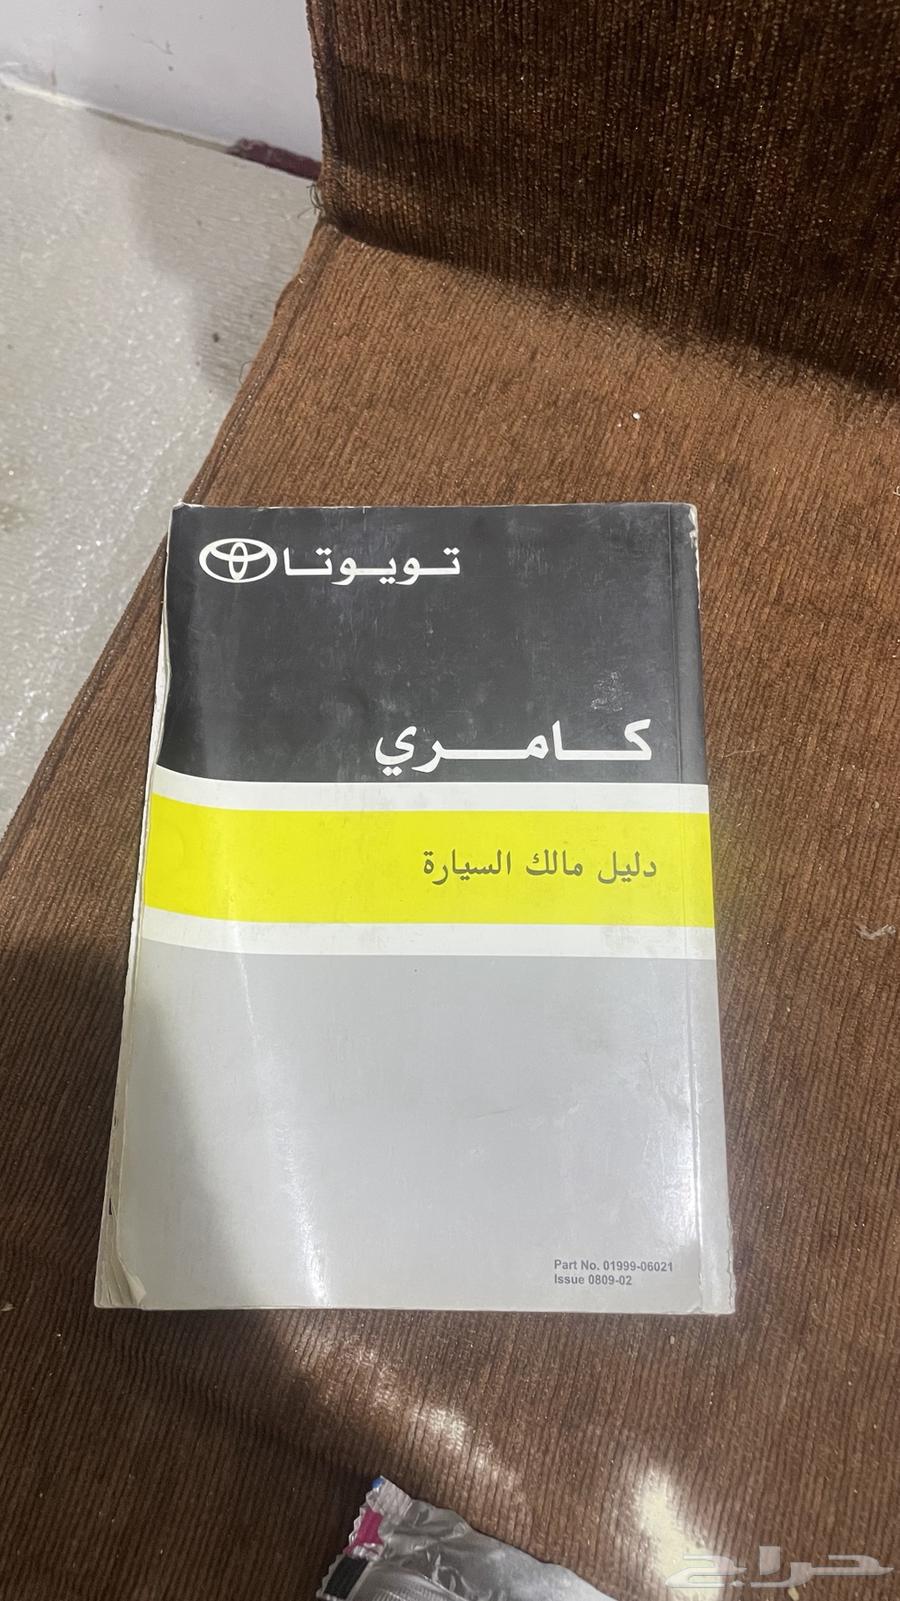 تويوتا
كامري
دليل مالك السيارة
Part No. 01999-06021
Issue 0809-02
حراج